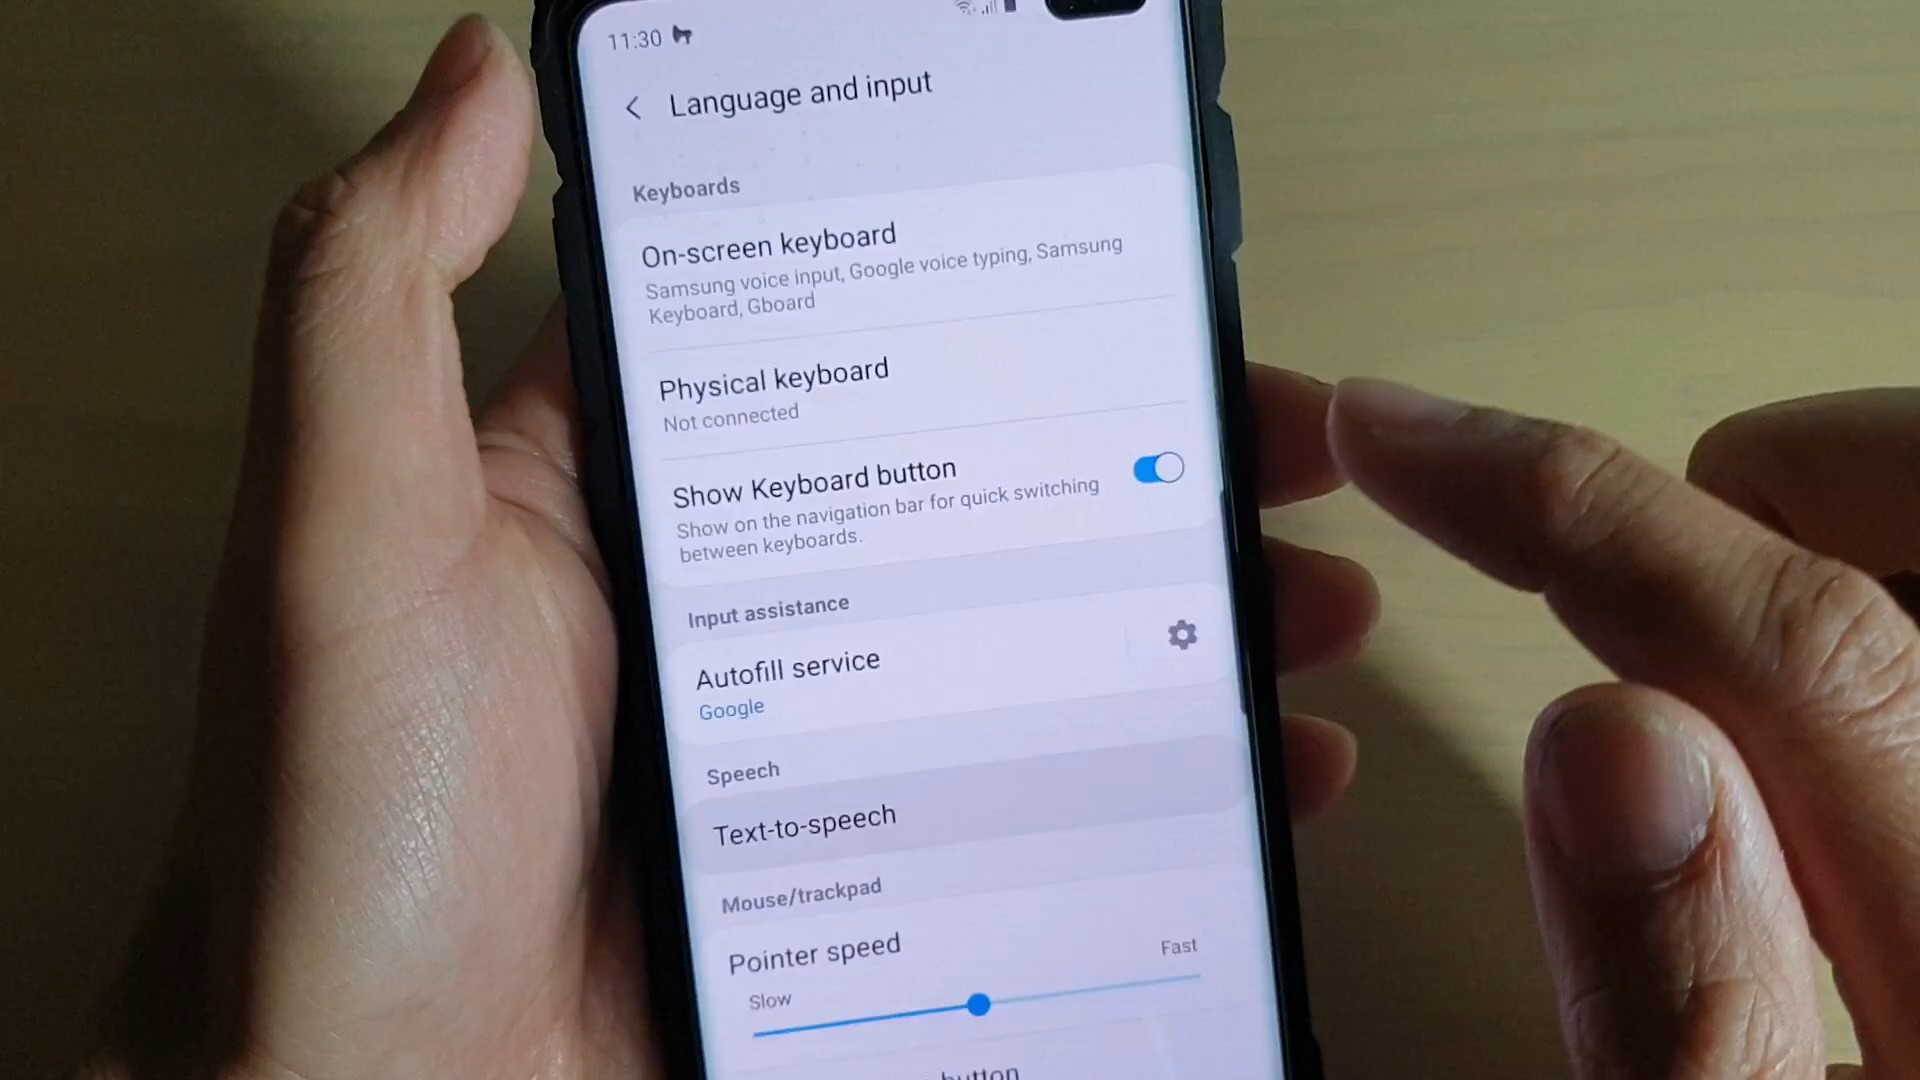 11:30
Language and input
Keyboards
On-screen keyboard
Samsung voice input, Google voice typing, Samsung
Keyboard, Gboard
Physical keyboard
Not connected
Show Keyboard button
Show on the navigation bar for quick switching
between keyboards.
Input assistance
Autofill service
Google
Speech
Text-to-speech
Mouse/trackpad
Pointer speed
Slow Fast
button